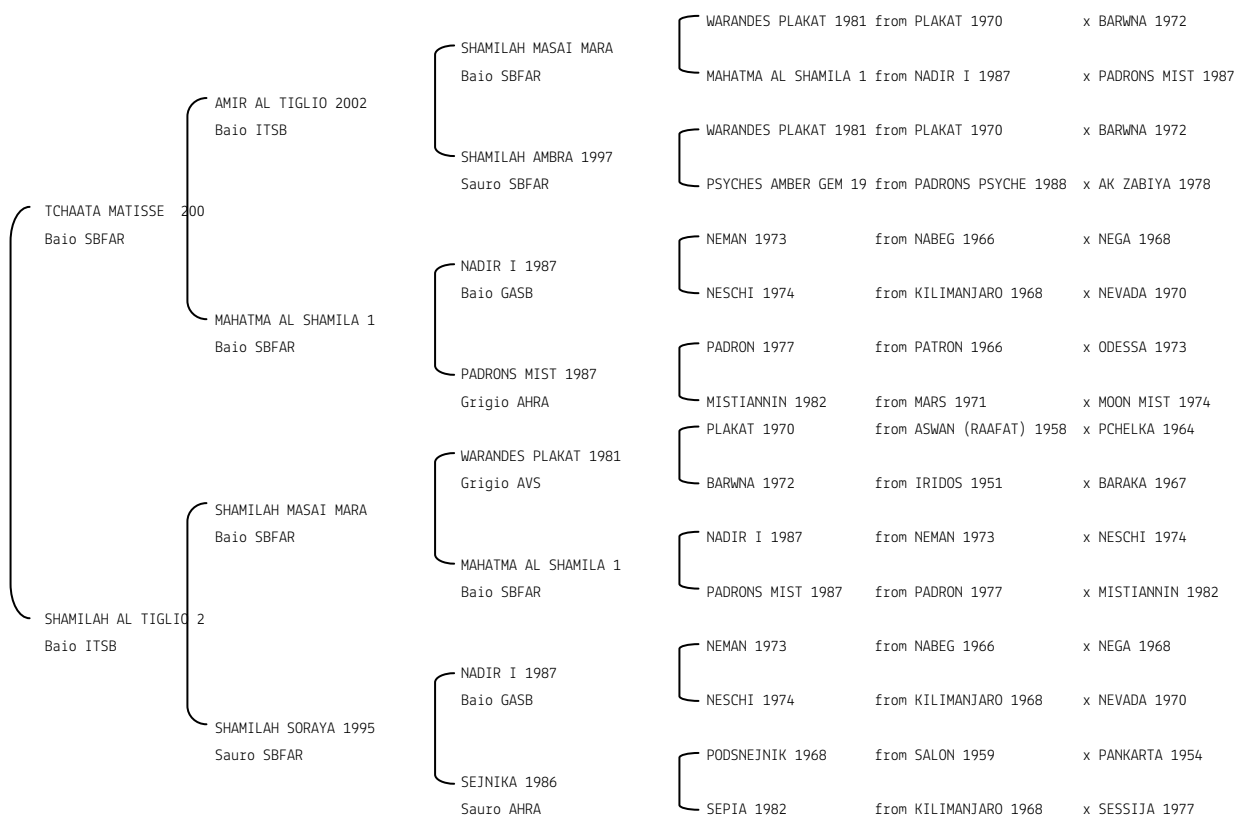 WARANDES PLAKAT 1981 from PLAKAT 1970 x BARWNA 1972
SHAMILAH MASAI MARA
Baio SBFAR
MAHATMA AL SHAMILA 1 from NADIR I 1987 x PADRONS MIST 1987
AMIR AL TIGLIO 2002
Baio ITSB
WARANDES PLAKAT 1981 from PLAKAT 1970 x BARWNA 1972
SHAMILAH AMBRA 1997
Sauro SBFAR
PSYCHES AMBER GEM 19 from PADRONS PSYCHE 1988 x AK ZABIYA 1978
TCHAATA MATISSE 200
Baio SBFAR
NEMAN 1973 from NABEG 1966 x NEGA 1968
NADIR I 1987
Baio GASB
NESCHI 1974 from KILIMANJARO 1968 x NEVADA 1970
MAHATMA AL SHAMILA 1
Baio SBFAR
PADRON 1977 from PATRON 1966 x ODESSA 1973
PADRONS MIST 1987
Grigio AHRA
MISTIANNIN 1982 from MARS 1971 x MOON MIST 1974
PLAKAT 1970 from ASWAN (RAAFAT) 1958 x PCHELKA 1964
WARANDES PLAKAT 1981
Grigio AVS
BARWNA 1972 from IRIDOS 1951 x BARAKA 1967
SHAMILAH MASAI MARA
Baio SBFAR
NADIR I 1987 from NEMAN 1973 x NESCHI 1974
MAHATMA AL SHAMILA 1
Baio SBFAR
PADRONS MIST 1987 from PADRON 1977 x MISTIANNIN 1982
SHAMILAH AL TIGLIO 2
Baio ITSB
NEMAN 1973 from NABEG 1966 x NEGA 1968
NADIR I 1987
Baio GASB
NESCHI 1974 from KILIMANJARO 1968 x NEVADA 1970
SHAMILAH SORAYA 1995
Sauro SBFAR
PODSNEJNIK 1968 from SALON 1959 x PANKARTA 1954
SEJNIKA 1986
Sauro AHRA
SEPIA 1982 from KILIMANJARO 1968 x SESSIJA 1977